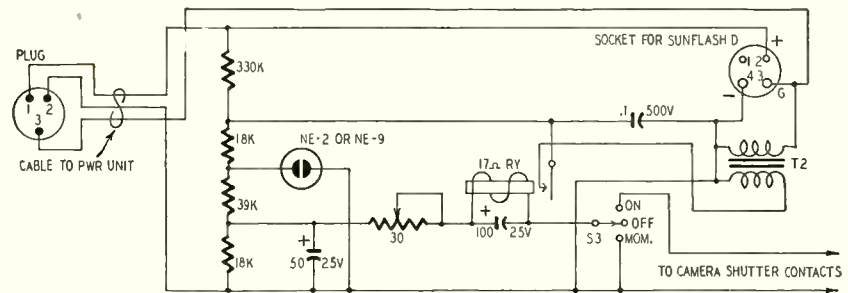 PLUG
1 2
3
CABLE TO PWR UNIT
330K
18K
NE-2 OR NE-9
39K
18K
+
50 25V
30
17Ω RY
+
100 25V
SOCKET FOR SUNFLASH D
+
1 2
4 3
- G
.1 500V
T2
ON
OFF
S3 MOM.
TO CAMERA SHUTTER CONTACTS